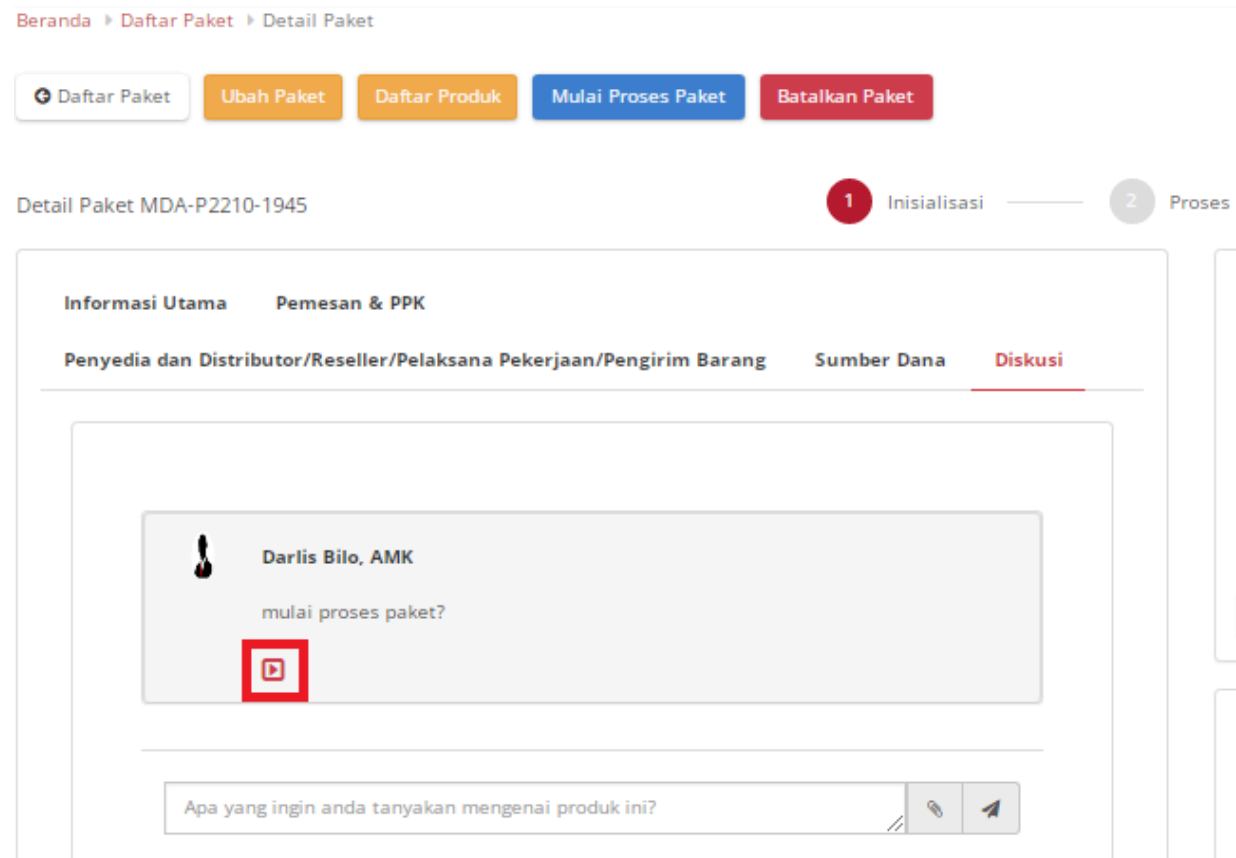 Beranda Daftar Paket Detail Paket
Daftar Paket Ubah Paket Daftar Produk Mulai Proses Paket Batalkan Paket
Detail Paket MDA-P2210-1945 1 Inisialisasi 2 Proses
Informasi Utama Pemesan & PPK
Penyedia dan Distributor/Reseller/Pelaksana Pekerjaan/Pengirim Barang Sumber Dana Diskusi
Darlis Bilo, AMK
mulai proses paket?
Apa yang ingin anda tanyakan mengenai produk ini?